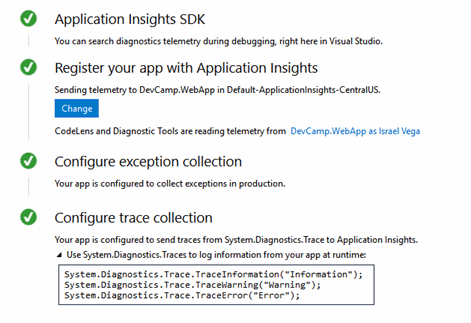 Application Insights SDK
You can search diagnostics telemetry during debugging, right here in Visual Studio.
Register your app with Application Insights
Sending telemetry to DevCamp.WebApp in Default-ApplicationInsights-CentralUS.
Change
CodeLens and Diagnostic Tools are reading telemetry from DevCamp.WebApp as Israel Vega
Configure exception collection
Your app is configured to collect exceptions in production.
Configure trace collection
Your app is configured to send traces from System.Diagnostics.Trace to Application Insights.
Use System.Diagnostics.Traces to log information from your app at runtime:
System.Diagnostics.Trace.TraceInformation("Information");
System.Diagnostics.Trace.TraceWarning("Warning");
System.Diagnostics.Trace.TraceError("Error");